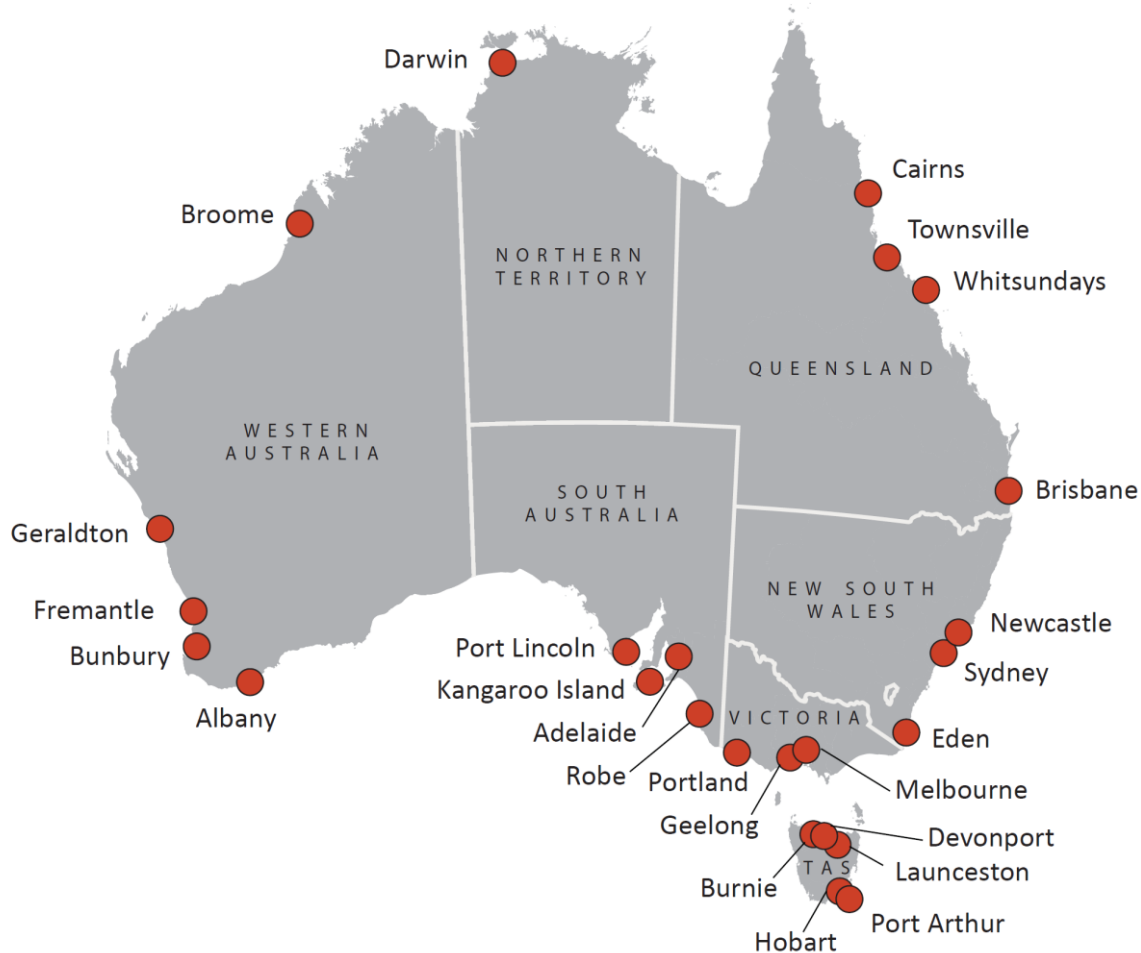 Darwin
Cairns
Broome
Townsville
NORTHERN
TERRITORY
Whitsundays
QUEENSLAND
WESTERN
AUSTRALIA
SOUTH
AUSTRALIA
Brisbane
Geraldton
NEW SOUTH
WALES
Fremantle
Newcastle
Bunbury
Port Lincoln
Sydney
Kangaroo Island
Albany
Adelaide
VICTORIA
Eden
Robe
Portland
Melbourne
Geelong
Devonport
TAS
Launceston
Burnie
Port Arthur
Hobart